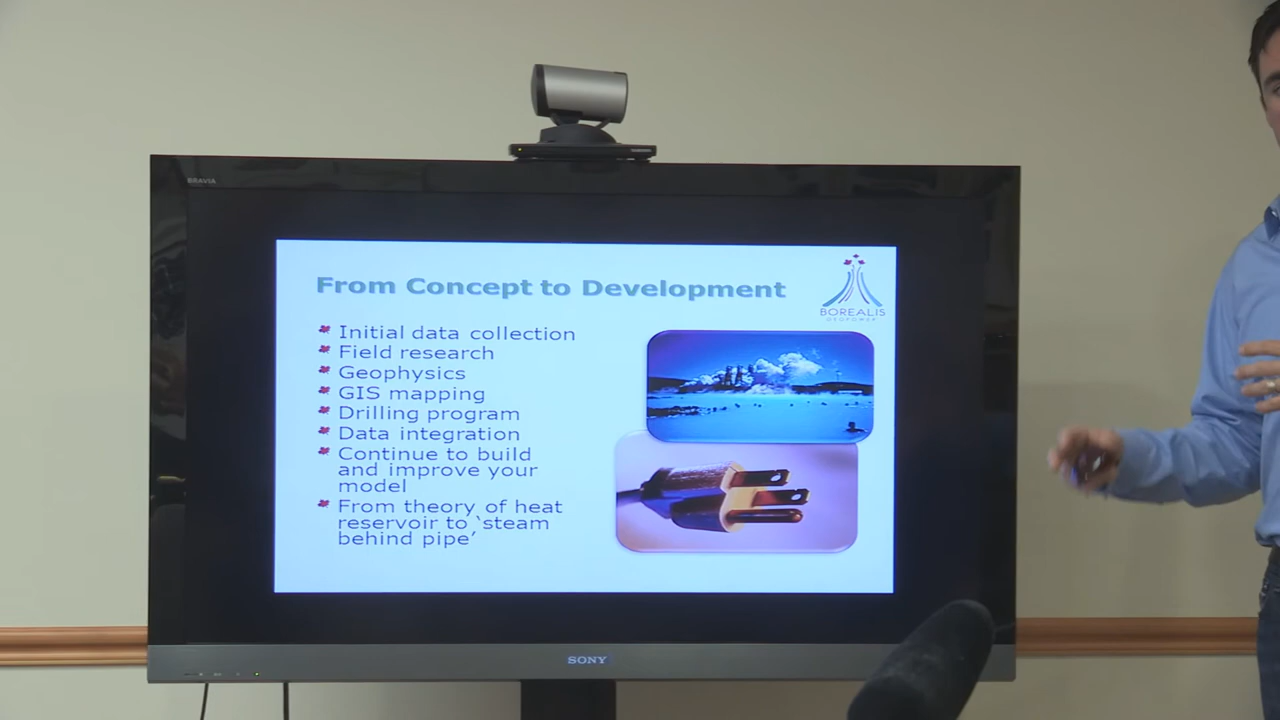 BRAVIA
From Concept to Development
BOREALIS
GEOPOWER
Initial data collection
Field research
Geophysics
GIS mapping
Drilling program
Data integration
Continue to build
and improve your
model
From theory of heat
reservoir to ‘steam
behind pipe’
SONY